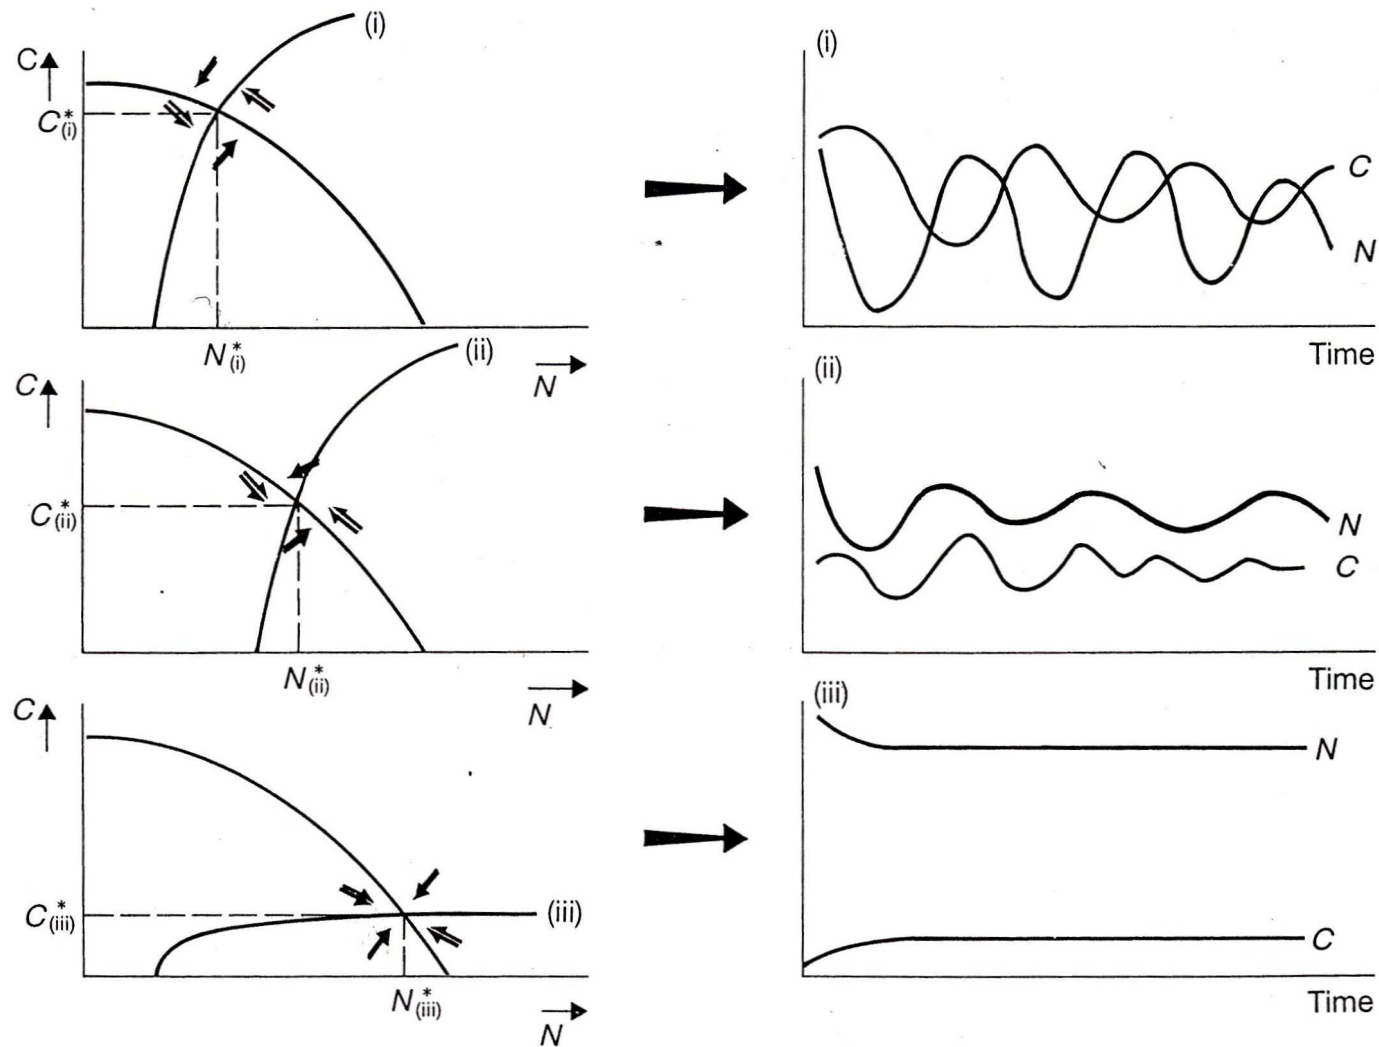 (i)
C
C*(i)
N*(i)
N
(i)
C
N
Time
(ii)
C
C*(ii)
N*(ii)
N
(ii)
N
C
Time
C
C*(iii)
(iii)
N*(iii)
N
(iii)
N
C
Time